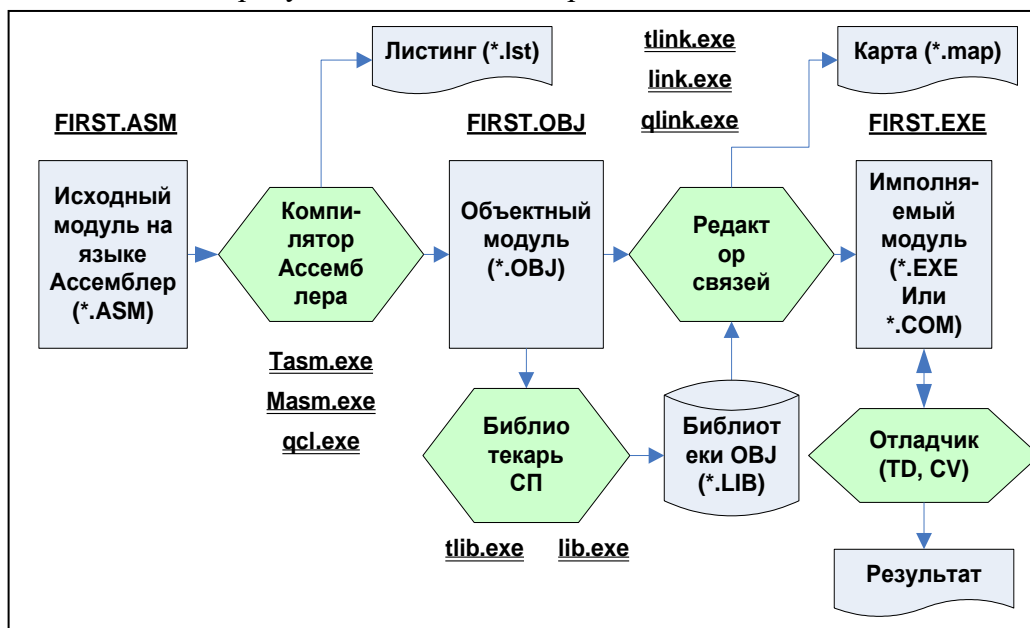 Листинг (*.lst)
tlink.exe
link.exe
qlink.exe
Карта (*.map)
FIRST.ASM
FIRST.OBJ
FIRST.EXE
Исходный
модуль на
языке
Ассемблер
(*.ASM)
Компи-
лятор
Ассемб
лера
Объектный
модуль
(*.OBJ)
Редакт
ор
связей
Имполня-
емый
модуль
(*.EXE
Или
*.COM)
Tasm.exe
Masm.exe
qcl.exe
Библио
текарь
СП
Библиот
еки OBJ
(*.LIB)
Отладчик
(TD, CV)
tlib.exe lib.exe
Результат